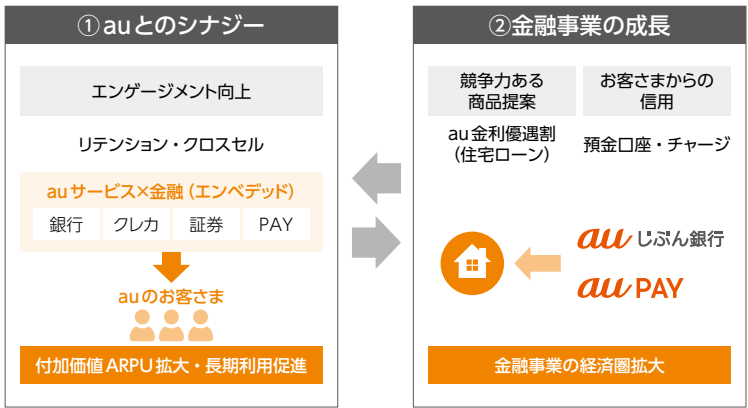 ①auとのシナジー
エンゲージメント向上
リテンション・クロスセル
auサービス×金融（エンベデッド）
銀行
クレカ
証券
PAY
auのお客さま
付加価値ARPU拡大・長期利用促進
②金融事業の成長
競争力ある
商品提案
au金利優遇割
（住宅ローン）
お客さまからの
信用
預金口座・チャージ
au じぶん銀行
au PAY
金融事業の経済圏拡大